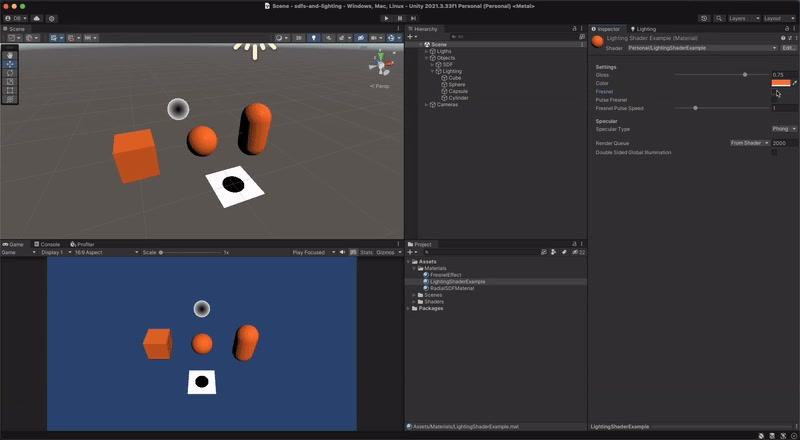 Scene - sdfs-and-lighting - Windows, Mac, Linux - Unity 2021.3.33f1 Personal (Personal) <Metal>
DB
Layers
Layout
Scene
Hierarchy
Inspector
Lighting
All
Scene
Lights
Objects
SDF
Lighting
Cube
Sphere
Capsule
Cylinder
Cameras
Persp
Lighting Shader Example (Material)
Shader
Personal/LightingShaderExample
Edit...
Settings
Gloss
0.75
Color
Fresnel
Pulse Fresnel
Fresnel Pulse Speed
1
Specular
Specular Type
Phong
Render Queue
From Shader
2000
Double Sided Global Illumination
Game
Console
Profiler
Game
Display 1
16:9 Aspect
Scale
1x
Play Focused
Stats
Gizmos
Project
22
Assets
Materials
FresnelEffect
LightingShaderExample
RadialSDFMaterial
Scenes
Shaders
Packages
Assets/Materials/LightingShaderExample.mat
LightingShaderExample